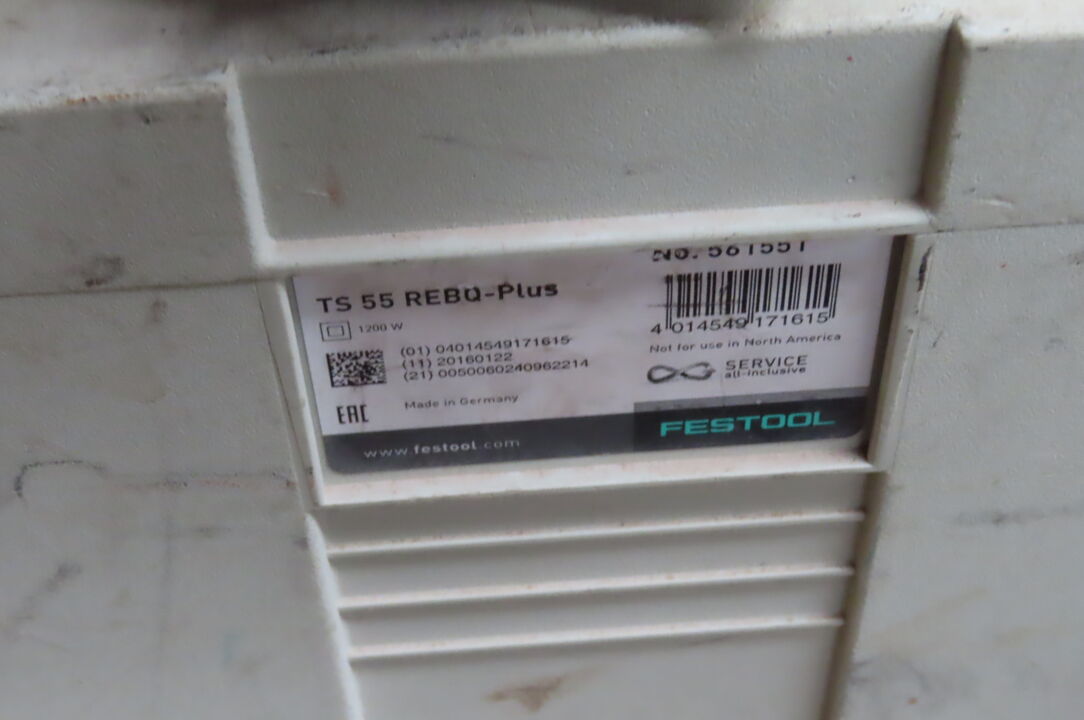 No. 561551
TS 55 REBQ-Plus
1200 W
4 014549 171615
Not for use in North America
(01) 04014549171615
(11) 20160122
(21) 0050060240962214
SERVICE
all-inclusive
EAC
Made in Germany
www.festool.com
FESTOOL